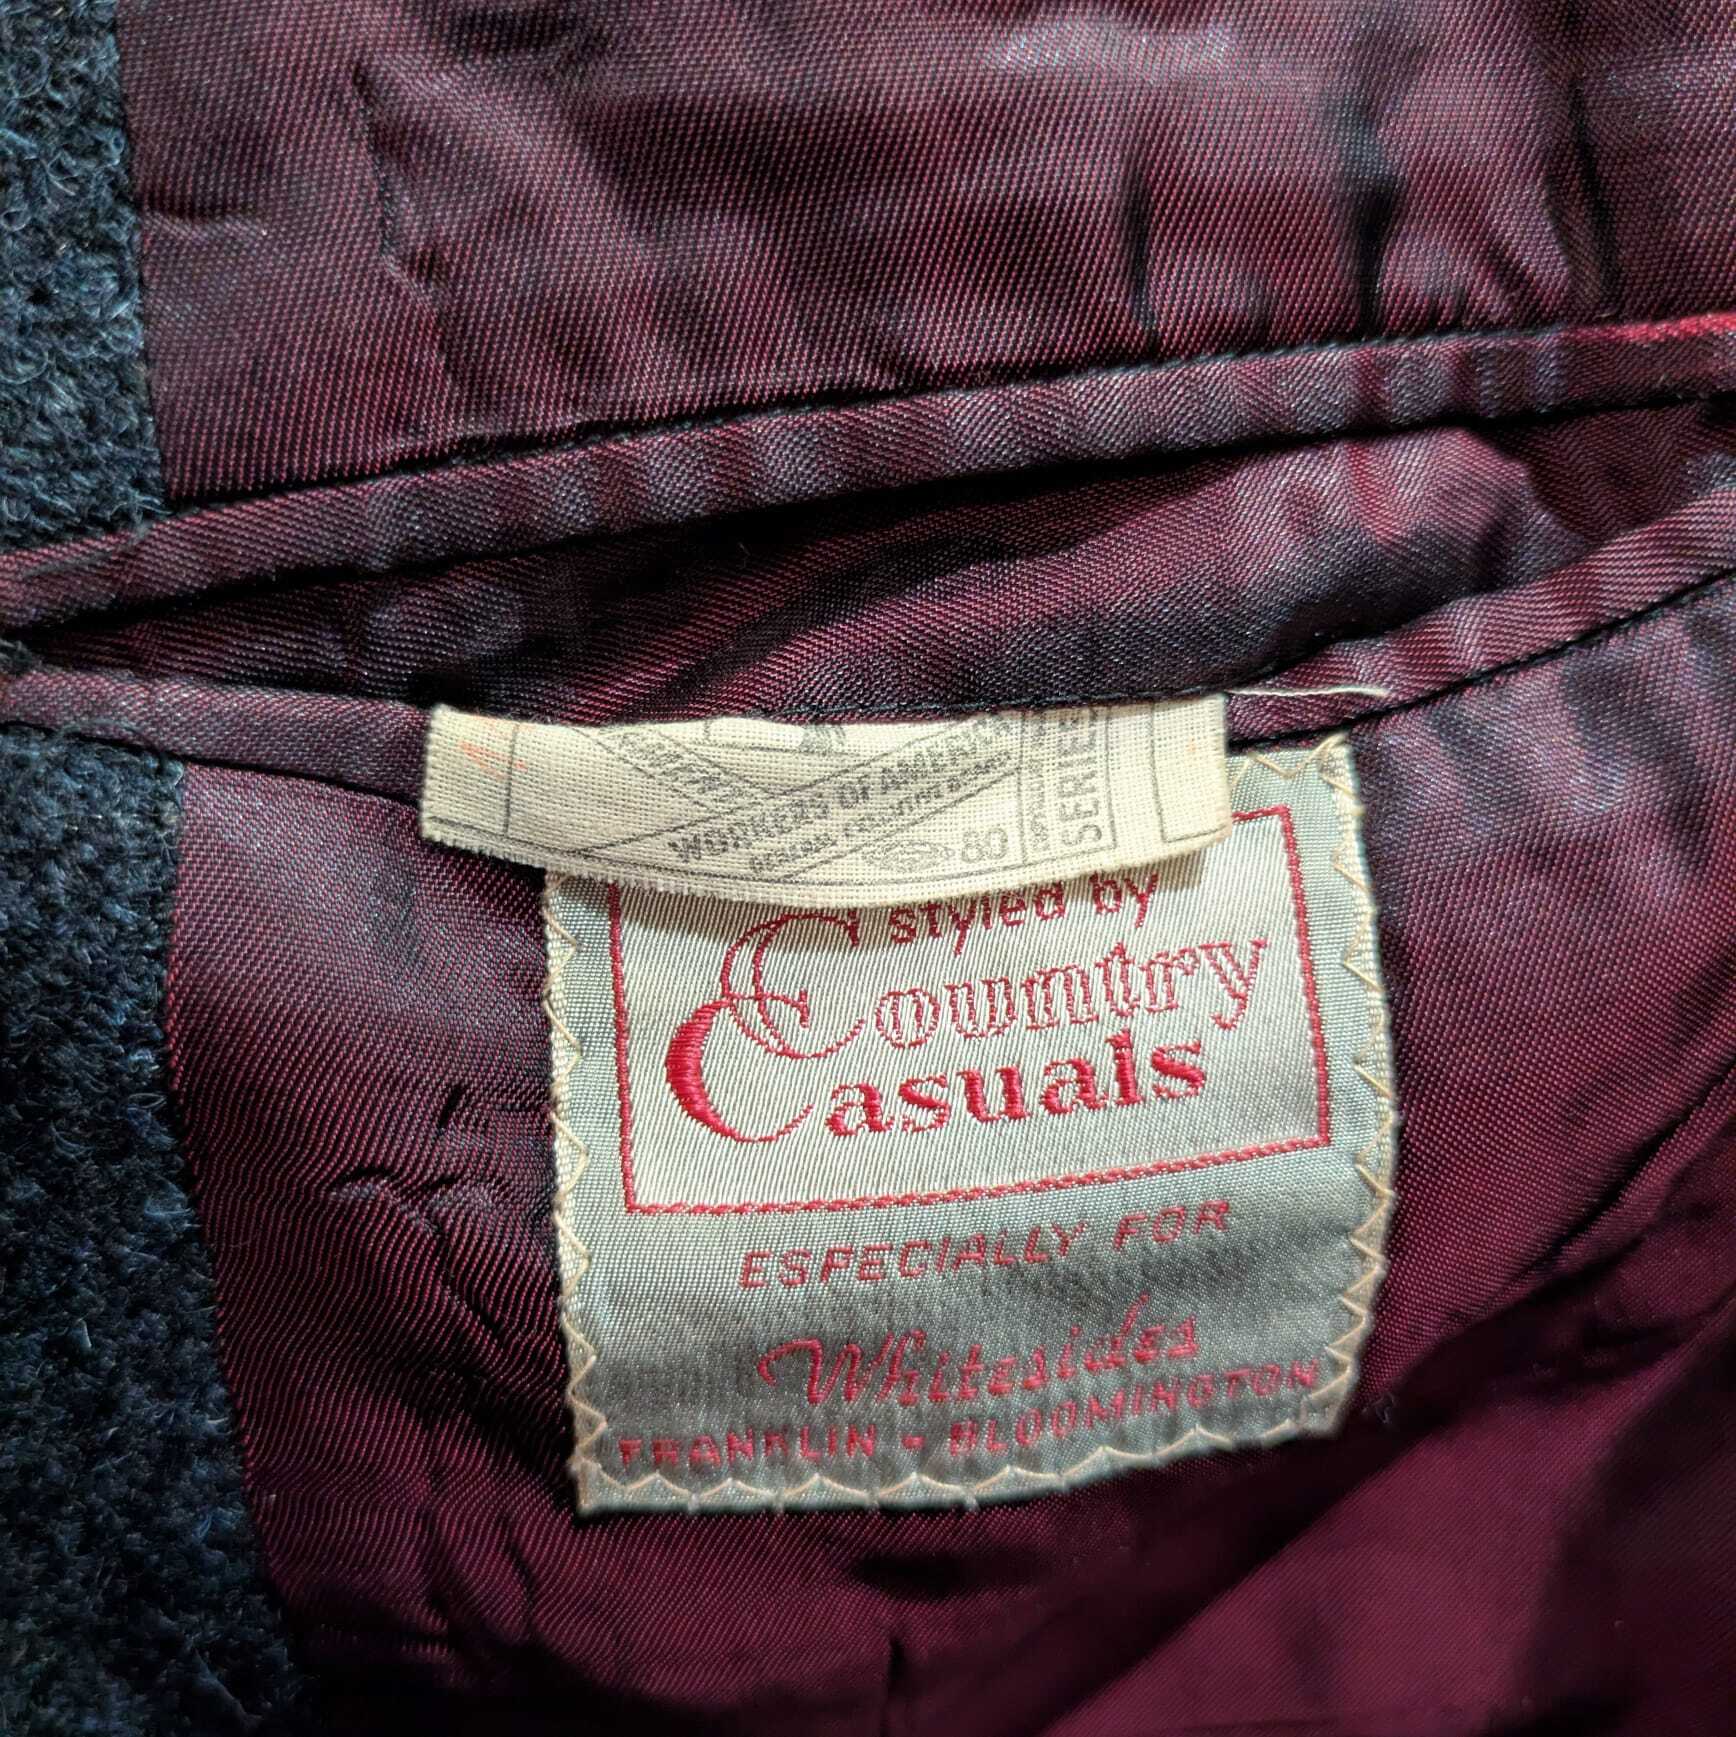 WORKERS OF AMERICA
80
SERIES
styled by
Country
Casuals
ESPECIALLY FOR
Whitesides
FRANKLIN - BLOOMINGTON